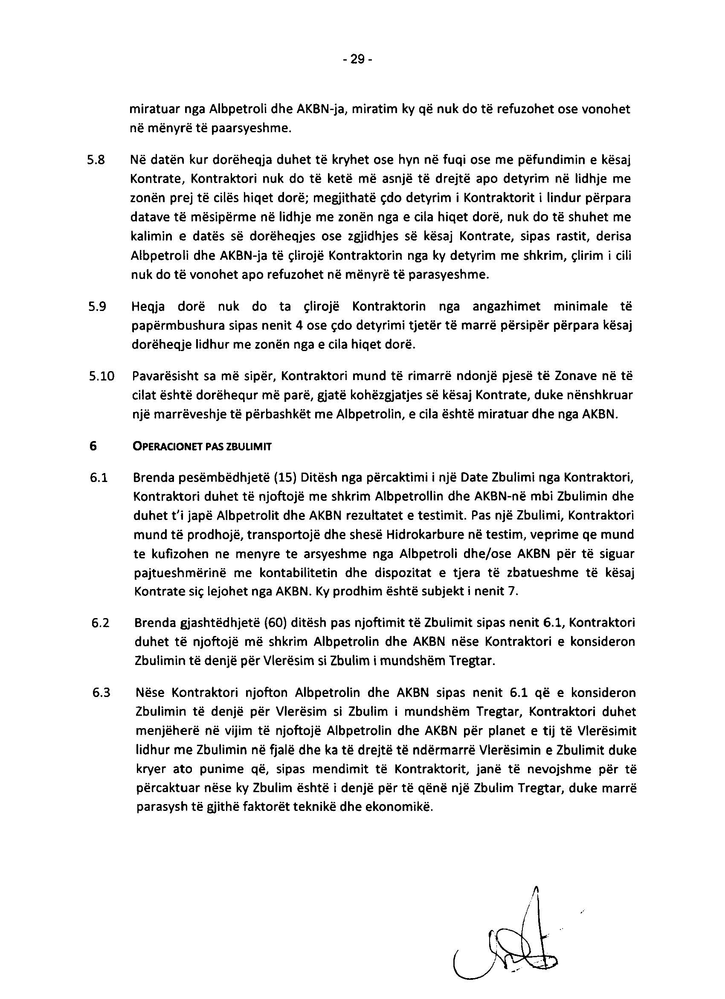 - 29 -
miratuar nga Albpetroli dhe AKBN-ja, miratim ky që nuk do të refuzohet ose vonohet
në mënyrë të paarsyeshme.
5.8 Në datën kur dorëheqja duhet të kryhet ose hyn në fuqi ose me pëfundimin e kësaj
Kontrate, Kontraktori nuk do të ketë më asnjë të drejtë apo detyrim në lidhje me
zonën prej të cilës hiqet dorë; megjithatë çdo detyrim i Kontraktorit i lindur përpara
datave të mësipërme në lidhje me zonën nga e cila hiqet dorë, nuk do të shuhet me
kalimin e datës së dorëheqjes ose zgjidhjes së kësaj Kontrate, sipas rastit, derisa
Albpetroli dhe AKBN-ja të çlirojë Kontraktorin nga ky detyrim me shkrim, çlirim i cili
nuk do të vonohet apo refuzohet në mënyrë të parasyeshme.
5.9 Heqja dorë nuk do ta çlirojë Kontraktorin nga angazhimet minimale të
papërmbushura sipas nenit 4 ose çdo detyrimi tjetër të marrë përsipër përpara kësaj
dorëheqje lidhur me zonën nga e cila hiqet dorë.
5.10 Pavarësisht sa më sipër, Kontraktori mund të rimarrë ndonjë pjesë të Zonave në të
cilat është dorëhequr më parë, gjatë kohëzgjatjes së kësaj Kontrate, duke nënshkruar
një marrëveshje të përbashkët me Albpetrolin, e cila është miratuar dhe nga AKBN.
6 OPERACIONET PAS ZBULIMIT
6.1 Brenda pesëmbëdhjetë (15) Ditësh nga përcaktimi i një Date Zbulimi nga Kontraktori,
Kontraktori duhet të njoftojë me shkrim Albpetrollin dhe AKBN-në mbi Zbulimin dhe
duhet t'i japë Albpetrolit dhe AKBN rezultatet e testimit. Pas një Zbulimi, Kontraktori
mund të prodhojë, transportojë dhe shesë Hidrokarbure në testim, veprime qe mund
te kufizohen ne menyre te arsyeshme nga Albpetroli dhe/ose AKBN për të siguar
pajtueshmërinë me kontabilitetin dhe dispozitat e tjera të zbatueshme të kësaj
Kontrate siç lejohet nga AKBN. Ky prodhim është subjekt i nenit 7.
6.2 Brenda gjashtëdhjetë (60) ditësh pas njoftimit të Zbulimit sipas nenit 6.1, Kontraktori
duhet të njoftojë më shkrim Albpetrolin dhe AKBN nëse Kontraktori e konsideron
Zbulimin të denjë për Vlerësim si Zbulim i mundshëm Tregtar.
6.3 Nëse Kontraktori njofton Albpetrolin dhe AKBN sipas nenit 6.1 që e konsideron
Zbulimin të denjë për Vlerësim si Zbulim i mundshëm Tregtar, Kontraktori duhet
menjëherë në vijim të njoftojë Albpetrolin dhe AKBN për planet e tij të Vlerësimit
lidhur me Zbulimin në fjalë dhe ka të drejtë të ndërmarrë Vlerësimin e Zbulimit duke
kryer ato punime që, sipas mendimit të Kontraktorit, janë të nevojshme për të
përcaktuar nëse ky Zbulim është i denjë për të qënë një Zbulim Tregtar, duke marrë
parasysh të gjithë faktorët teknikë dhe ekonomikë.